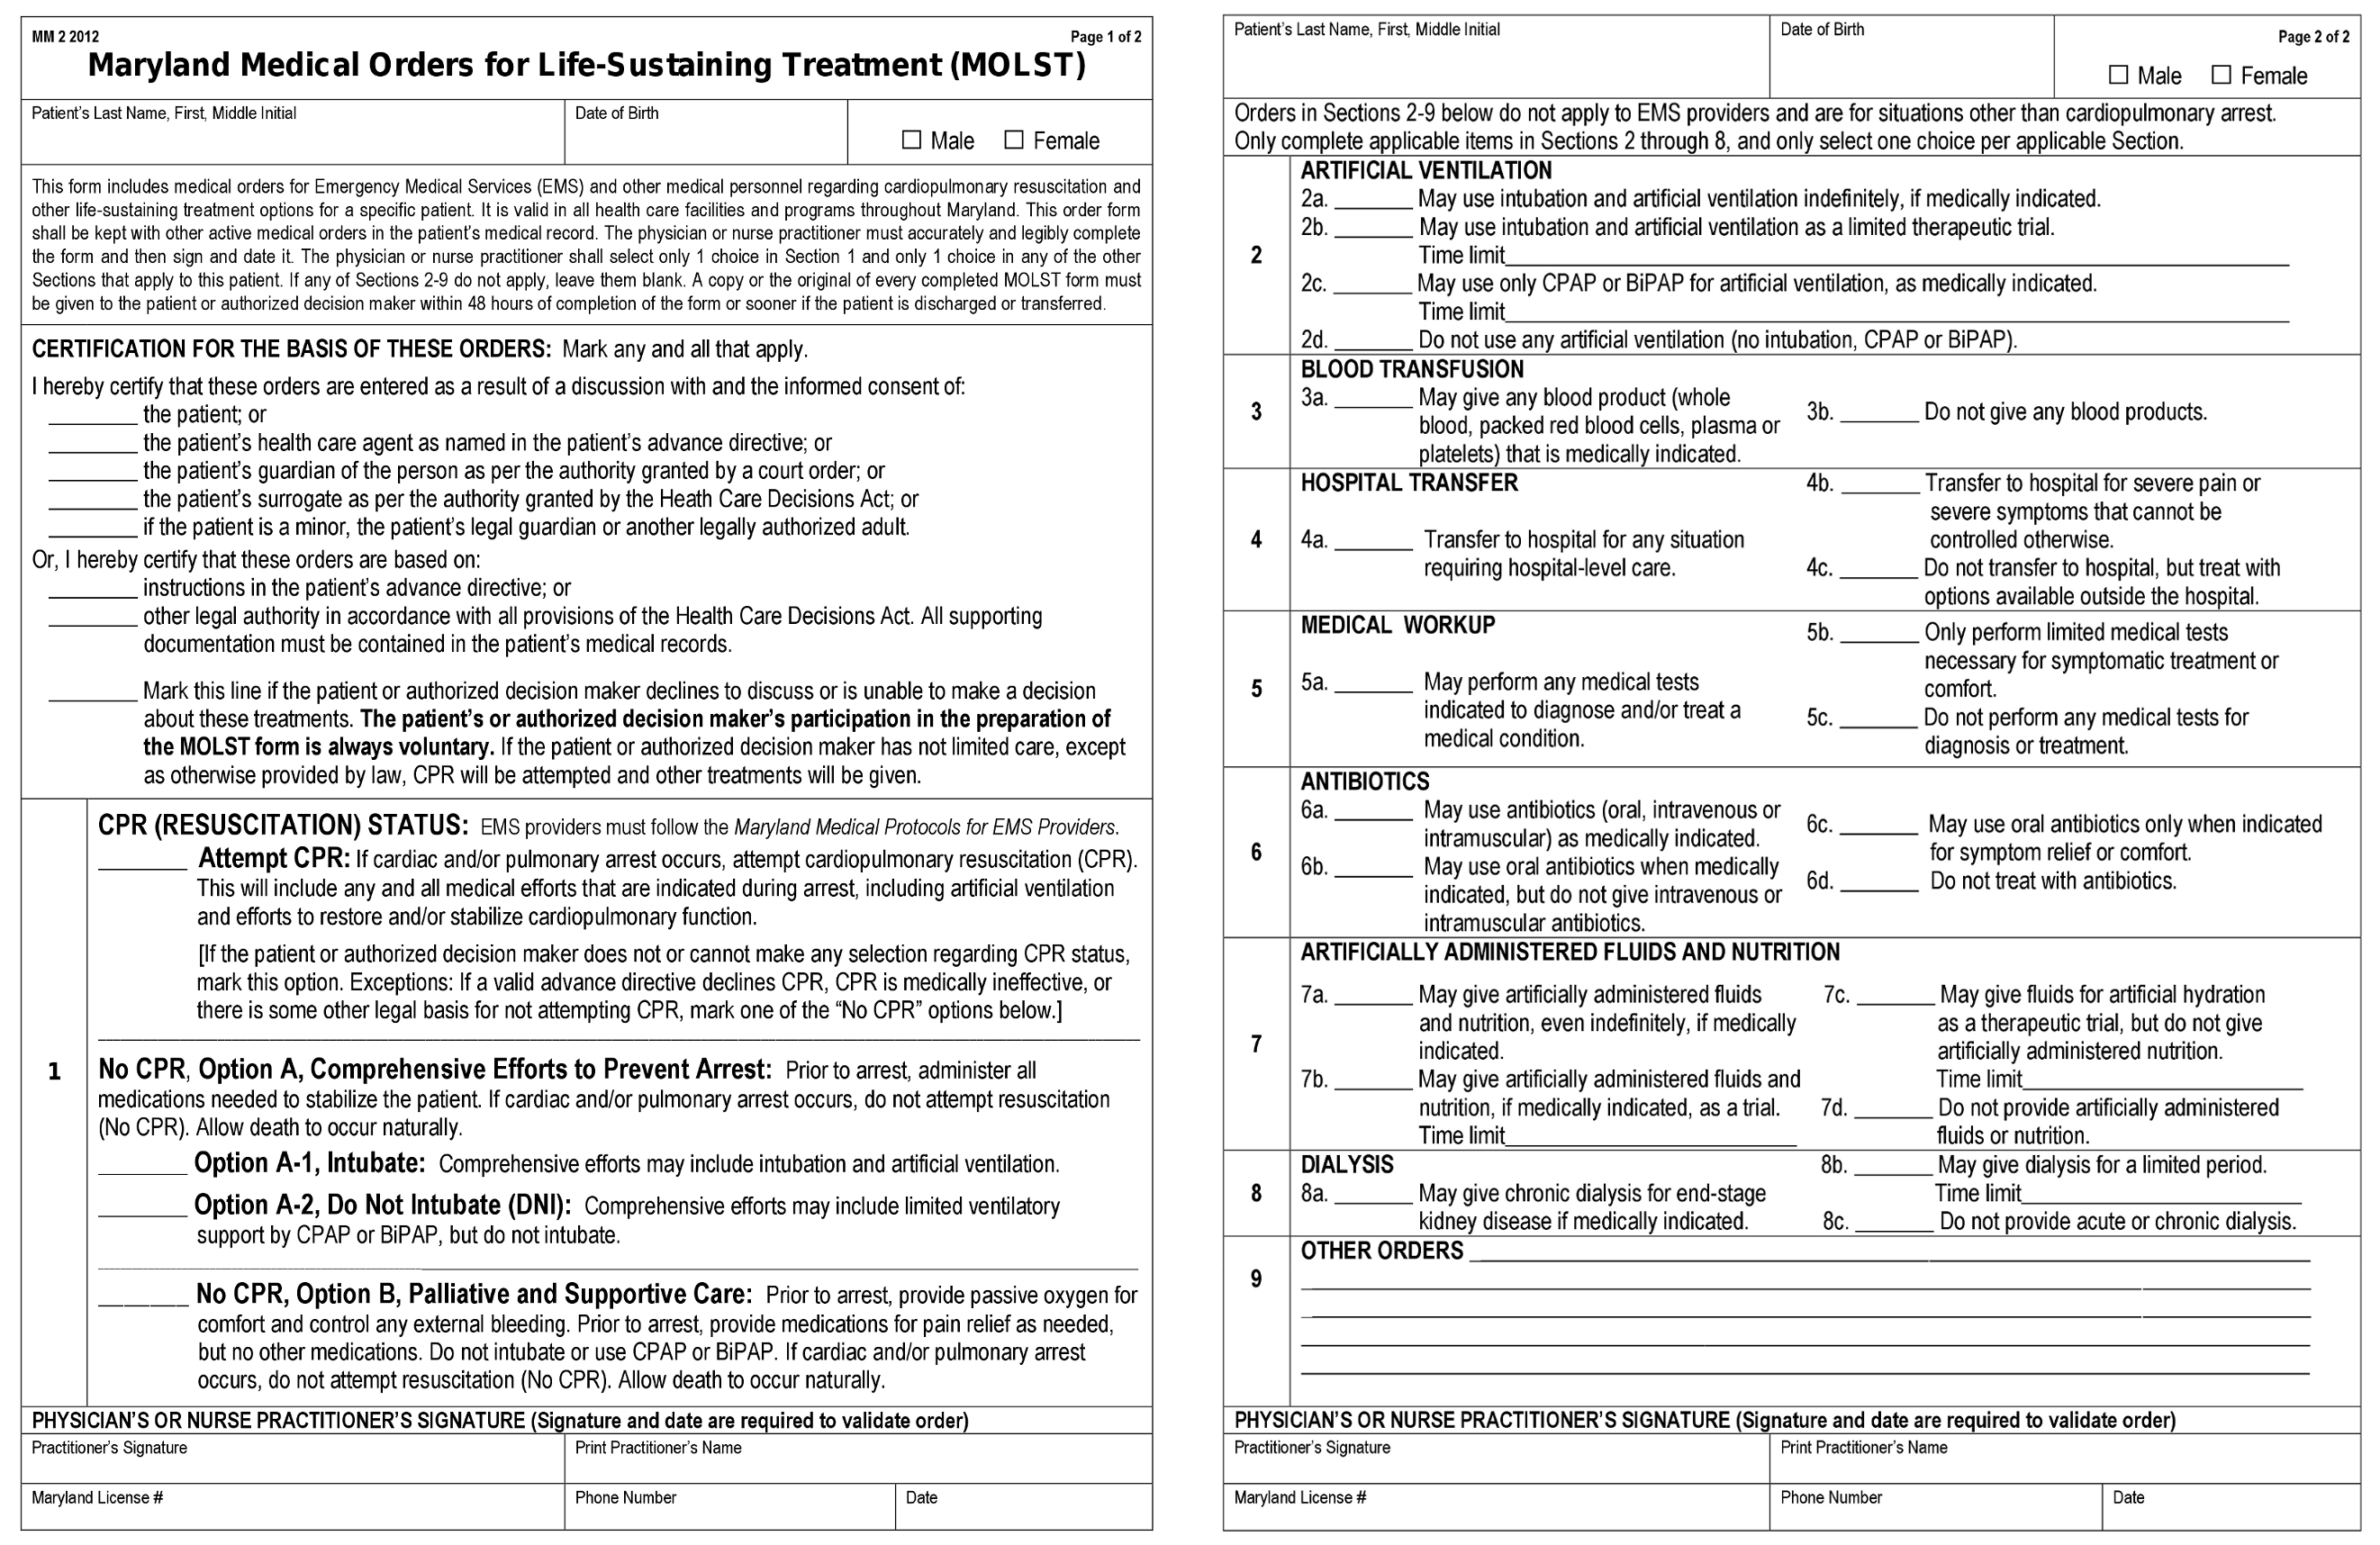 MM 2 2012
Page 1 of 2
Maryland Medical Orders for Life-Sustaining Treatment (MOLST)
Patient's Last Name, First, Middle Initial
Date of Birth
☐ Male ☐ Female
This form includes medical orders for Emergency Medical Services (EMS) and other medical personnel regarding cardiopulmonary resuscitation and
other life-sustaining treatment options for a specific patient. It is valid in all health care facilities and programs throughout Maryland. This order form
shall be kept with other active medical orders in the patient's medical record. The physician or nurse practitioner must accurately and legibly complete
the form and then sign and date it. The physician or nurse practitioner shall select only 1 choice in Section 1 and only 1 choice in any of the other
Sections that apply to this patient. If any of Sections 2-9 do not apply, leave them blank. A copy or the original of every completed MOLST form must
be given to the patient or authorized decision maker within 48 hours of completion of the form or sooner if the patient is discharged or transferred.
CERTIFICATION FOR THE BASIS OF THESE ORDERS: Mark any and all that apply.
I hereby certify that these orders are entered as a result of a discussion with and the informed consent of:
________ the patient; or
________ the patient's health care agent as named in the patient's advance directive; or
________ the patient's guardian of the person as per the authority granted by a court order; or
________ the patient's surrogate as per the authority granted by the Heath Care Decisions Act; or
________ if the patient is a minor, the patient's legal guardian or another legally authorized adult.
Or, I hereby certify that these orders are based on:
________ instructions in the patient's advance directive; or
________ other legal authority in accordance with all provisions of the Health Care Decisions Act. All supporting
documentation must be contained in the patient's medical records.
________ Mark this line if the patient or authorized decision maker declines to discuss or is unable to make a decision
about these treatments. The patient's or authorized decision maker's participation in the preparation of
the MOLST form is always voluntary. If the patient or authorized decision maker has not limited care, except
as otherwise provided by law, CPR will be attempted and other treatments will be given.
1
CPR (RESUSCITATION) STATUS: EMS providers must follow the Maryland Medical Protocols for EMS Providers.
________ Attempt CPR: If cardiac and/or pulmonary arrest occurs, attempt cardiopulmonary resuscitation (CPR).
This will include any and all medical efforts that are indicated during arrest, including artificial ventilation
and efforts to restore and/or stabilize cardiopulmonary function.
[If the patient or authorized decision maker does not or cannot make any selection regarding CPR status,
mark this option. Exceptions: If a valid advance directive declines CPR, CPR is medically ineffective, or
there is some other legal basis for not attempting CPR, mark one of the "No CPR" options below.]
No CPR, Option A, Comprehensive Efforts to Prevent Arrest: Prior to arrest, administer all
medications needed to stabilize the patient. If cardiac and/or pulmonary arrest occurs, do not attempt resuscitation
(No CPR). Allow death to occur naturally.
________ Option A-1, Intubate: Comprehensive efforts may include intubation and artificial ventilation.
________ Option A-2, Do Not Intubate (DNI): Comprehensive efforts may include limited ventilatory
support by CPAP or BiPAP, but do not intubate.
________ No CPR, Option B, Palliative and Supportive Care: Prior to arrest, provide passive oxygen for
comfort and control any external bleeding. Prior to arrest, provide medications for pain relief as needed,
but no other medications. Do not intubate or use CPAP or BiPAP. If cardiac and/or pulmonary arrest
occurs, do not attempt resuscitation (No CPR). Allow death to occur naturally.
PHYSICIAN'S OR NURSE PRACTITIONER'S SIGNATURE (Signature and date are required to validate order)
Practitioner's Signature
Print Practitioner's Name
Maryland License #
Phone Number
Date
Patient's Last Name, First, Middle Initial
Date of Birth
Page 2 of 2
☐ Male ☐ Female
Orders in Sections 2-9 below do not apply to EMS providers and are for situations other than cardiopulmonary arrest.
Only complete applicable items in Sections 2 through 8, and only select one choice per applicable Section.
2
ARTIFICIAL VENTILATION
2a. _______ May use intubation and artificial ventilation indefinitely, if medically indicated.
2b. _______ May use intubation and artificial ventilation as a limited therapeutic trial.
Time limit________
2c. _______ May use only CPAP or BiPAP for artificial ventilation, as medically indicated.
Time limit________
2d. _______ Do not use any artificial ventilation (no intubation, CPAP or BiPAP).
3
BLOOD TRANSFUSION
3a. _______ May give any blood product (whole
blood, packed red blood cells, plasma or
platelets) that is medically indicated.
3b. _______ Do not give any blood products.
4
HOSPITAL TRANSFER
4a. _______ Transfer to hospital for any situation
requiring hospital-level care.
4b. _______ Transfer to hospital for severe pain or
severe symptoms that cannot be
controlled otherwise.
4c. _______ Do not transfer to hospital, but treat with
options available outside the hospital.
5
MEDICAL WORKUP
5a. _______ May perform any medical tests
indicated to diagnose and/or treat a
medical condition.
5b. _______ Only perform limited medical tests
necessary for symptomatic treatment or
comfort.
5c. _______ Do not perform any medical tests for
diagnosis or treatment.
6
ANTIBIOTICS
6a. _______ May use antibiotics (oral, intravenous or
intramuscular) as medically indicated.
6b. _______ May use oral antibiotics when medically
indicated, but do not give intravenous or
intramuscular antibiotics.
6c. _______ May use oral antibiotics only when indicated
for symptom relief or comfort.
6d. _______ Do not treat with antibiotics.
7
ARTIFICIALLY ADMINISTERED FLUIDS AND NUTRITION
7a. _______ May give artificially administered fluids
and nutrition, even indefinitely, if medically
indicated.
7b. _______ May give artificially administered fluids and
nutrition, if medically indicated, as a trial.
Time limit________
7c. _______ May give fluids for artificial hydration
as a therapeutic trial, but do not give
artificially administered nutrition.
Time limit________
7d. _______ Do not provide artificially administered
fluids or nutrition.
8
DIALYSIS
8a. _______ May give chronic dialysis for end-stage
kidney disease if medically indicated.
8b. _______ May give dialysis for a limited period.
Time limit________
8c. _______ Do not provide acute or chronic dialysis.
9
OTHER ORDERS ________
PHYSICIAN'S OR NURSE PRACTITIONER'S SIGNATURE (Signature and date are required to validate order)
Practitioner's Signature
Print Practitioner's Name
Maryland License #
Phone Number
Date